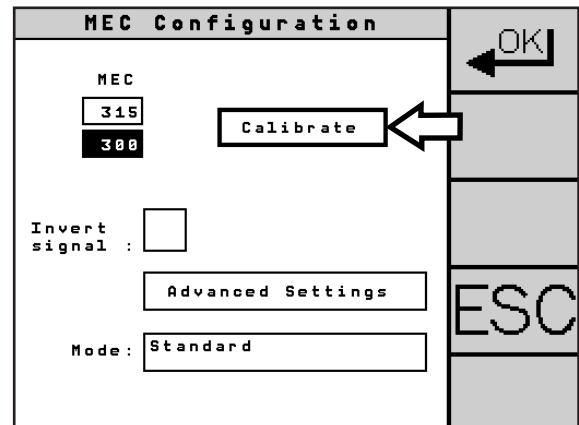 MEC Configuration
OK
MEC
315
Calibrate
300
Invert
signal :
Advanced Settings
ESC
Mode: Standard